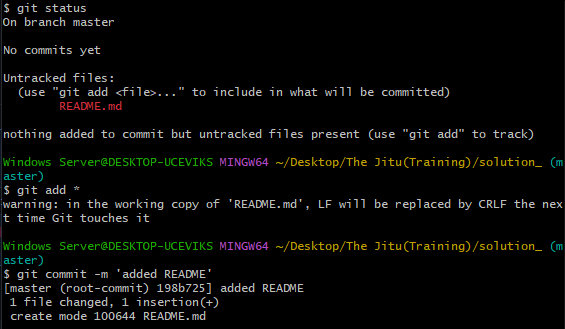 $ git status
On branch master
No commits yet
Untracked files:
  (use "git add <file>..." to include in what will be committed)
        README.md
nothing added to commit but untracked files present (use "git add" to track)
Windows Server@DESKTOP-UCEVIKS MINGW64 ~/Desktop/The Jitu(Training)/solution_ (m
aster)
$ git add *
warning: in the working copy of 'README.md', LF will be replaced by CRLF the nex
t time Git touches it
Windows Server@DESKTOP-UCEVIKS MINGW64 ~/Desktop/The Jitu(Training)/solution_ (m
aster)
$ git commit -m 'added README'
[master (root-commit) 198b725] added README
 1 file changed, 1 insertion(+)
 create mode 100644 README.md